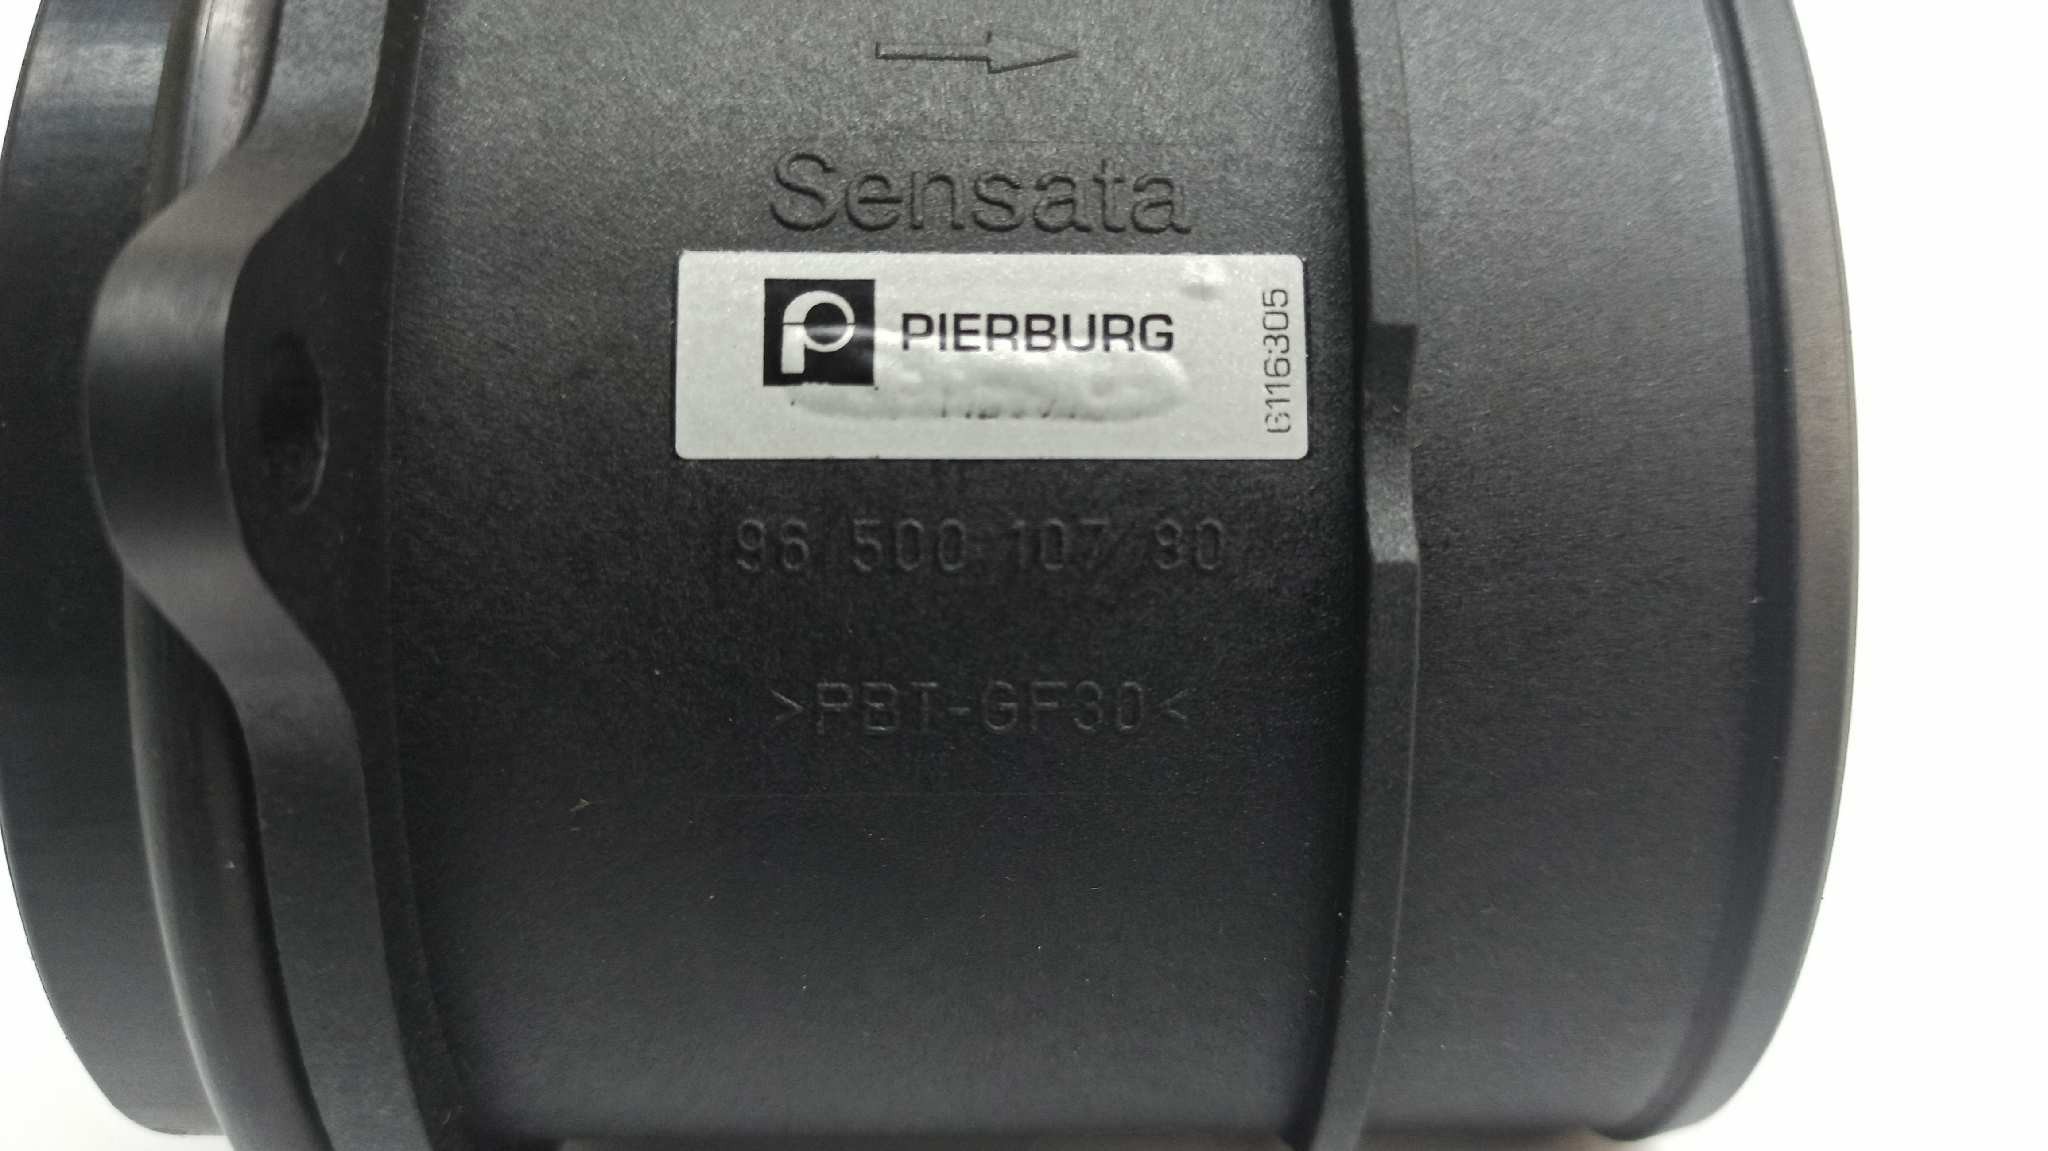 Sensata
PIERBURG
G116305
96 500 107 80
>PBT-GF30<